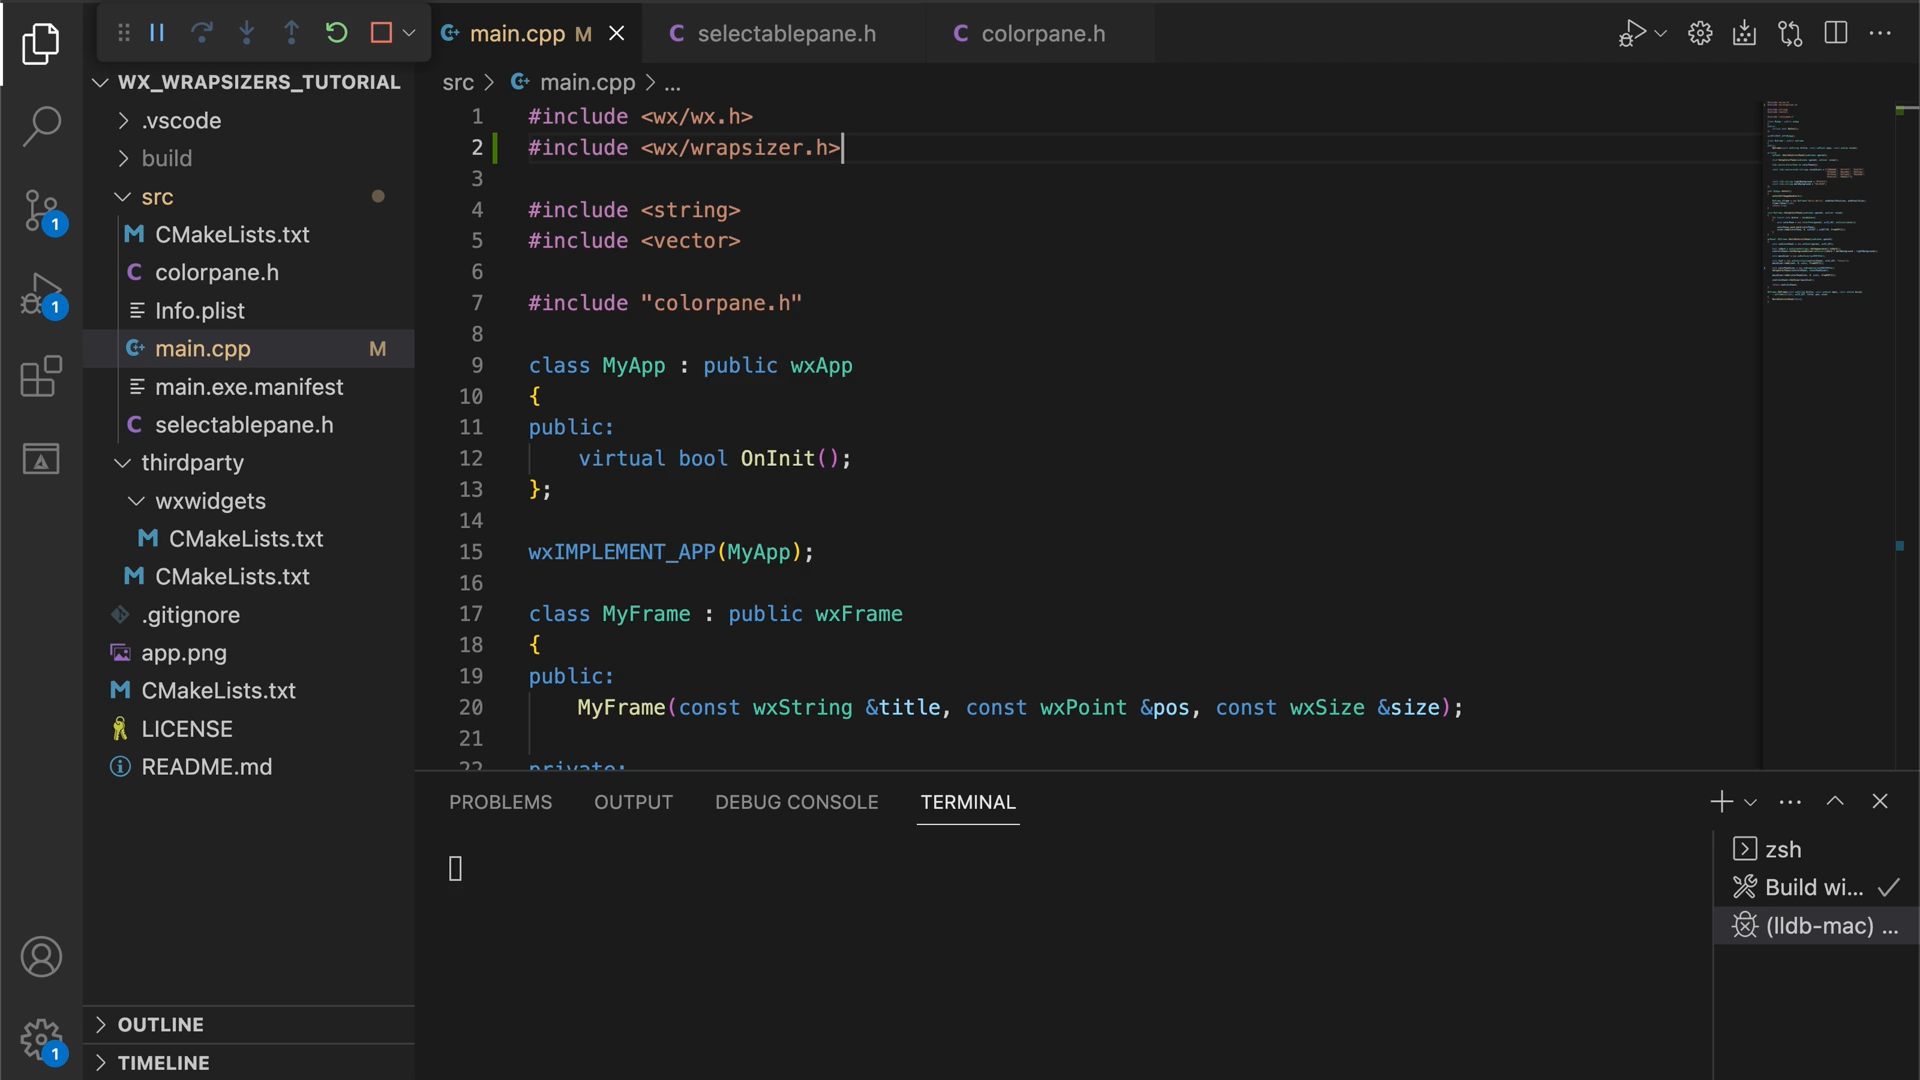 main.cpp M
selectablepane.h
colorpane.h
WX_WRAPSIZERS_TUTORIAL
.vscode
build
src
CMakeLists.txt
colorpane.h
Info.plist
main.cpp M
main.exe.manifest
selectablepane.h
thirdparty
wxwidgets
CMakeLists.txt
CMakeLists.txt
.gitignore
app.png
CMakeLists.txt
LICENSE
README.md
OUTLINE
TIMELINE
1
1
1
src > main.cpp > ...
1 #include <wx/wx.h>
2 #include <wx/wrapsizer.h>
3
4 #include <string>
5 #include <vector>
6
7 #include "colorpane.h"
8
9 class MyApp : public wxApp
10 {
11 public:
12 virtual bool OnInit();
13 };
14
15 wxIMPLEMENT_APP(MyApp);
16
17 class MyFrame : public wxFrame
18 {
19 public:
20 MyFrame(const wxString &title, const wxPoint &pos, const wxSize &size);
21
22 private:
PROBLEMS OUTPUT DEBUG CONSOLE TERMINAL
zsh
Build wi...
(lldb-mac) ...